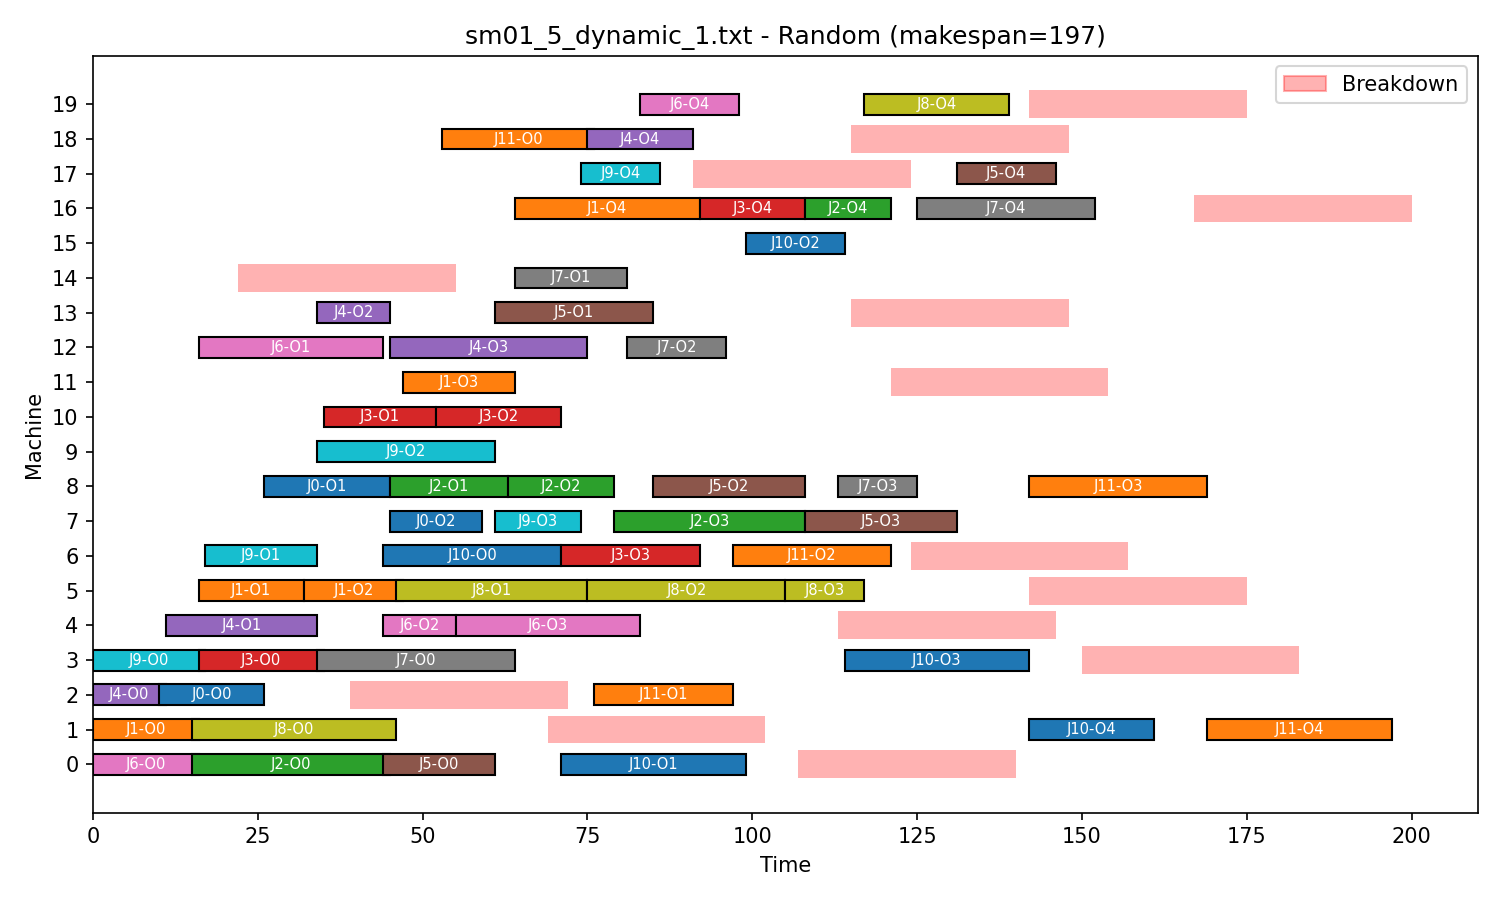 sm01_5_dynamic_1.txt - Random (makespan=197)
Breakdown
Machine
19 J6-O4 J8-O4
18 J11-O0 J4-O4
17 J9-O4 J5-O4
16 J1-O4 J3-O4 J2-O4 J7-O4
15 J10-O2
14 J7-O1
13 J4-O2 J5-O1
12 J6-O1 J4-O3 J7-O2
11 J1-O3
10 J3-O1 J3-O2
9 J9-O2
8 J0-O1 J2-O1 J2-O2 J5-O2 J7-O3 J11-O3
7 J0-O2 J9-O3 J2-O3 J5-O3
6 J9-O1 J10-O0 J3-O3 J11-O2
5 J1-O1 J1-O2 J8-O1 J8-O2 J8-O3
4 J4-O1 J6-O2 J6-O3
3 J9-O0 J3-O0 J7-O0 J10-O3
2 J4-O0 J0-O0 J11-O1
1 J1-O0 J8-O0 J10-O4 J11-O4
0 J6-O0 J2-O0 J5-O0 J10-O1
0 25 50 75 100 125 150 175 200
Time